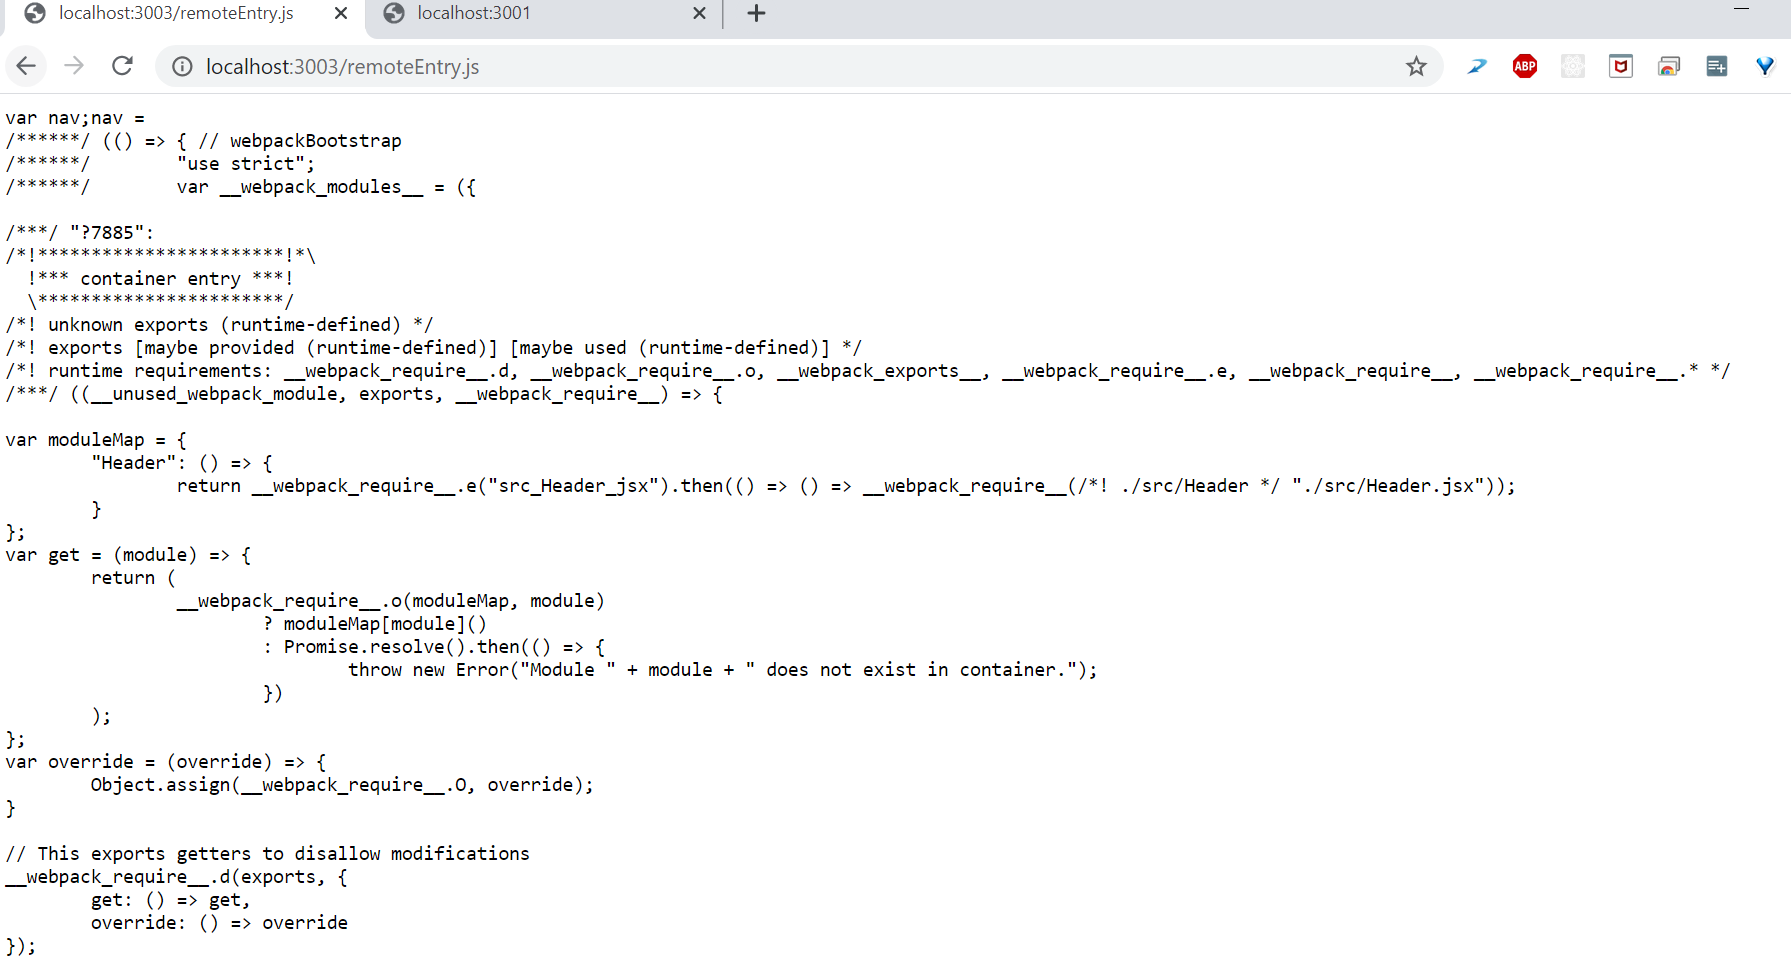 localhost:3003/remoteEntry.js
localhost:3001
localhost:3003/remoteEntry.js
ABP
var nav;nav =
/******/ (() => { // webpackBootstrap
/******/        "use strict";
/******/        var __webpack_modules__ = ({
/***/ "?7885":
/*!***********************!*\
  !*** container entry ***!
  \***********************/
/*! unknown exports (runtime-defined) */
/*! exports [maybe provided (runtime-defined)] [maybe used (runtime-defined)] */
/*! runtime requirements: __webpack_require__.d, __webpack_require__.o, __webpack_exports__, __webpack_require__.e, __webpack_require__, __webpack_require__.* */
/***/ ((__unused_webpack_module, exports, __webpack_require__) => {
var moduleMap = {
        "Header": () => {
                return __webpack_require__.e("src_Header_jsx").then(() => () => __webpack_require__(/*! ./src/Header */ "./src/Header.jsx"));
        }
};
var get = (module) => {
        return (
                __webpack_require__.o(moduleMap, module)
                        ? moduleMap[module]()
                        : Promise.resolve().then(() => {
                                throw new Error("Module " + module + " does not exist in container.");
                        })
        );
};
var override = (override) => {
        Object.assign(__webpack_require__.O, override);
}
// This exports getters to disallow modifications
__webpack_require__.d(exports, {
        get: () => get,
        override: () => override
});